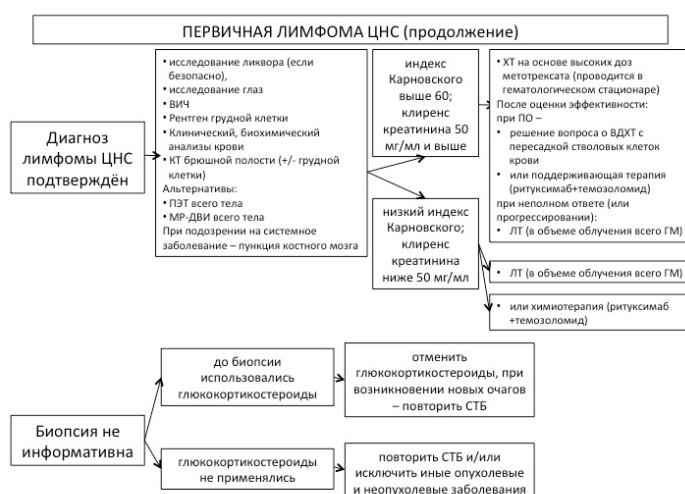 ПЕРВИЧНАЯ ЛИМФОМА ЦНС (продолжение)
Диагноз
лимфомы ЦНС
подтверждён
• исследование ликвора (если
безопасно),
• исследование глаз
• ВИЧ
• Рентген грудной клетки
• Клинический, биохимический
анализы крови
• КТ брюшной полости (+/- грудной
клетки)
Альтернативы:
• ПЭТ всего тела
• МР-ДВИ всего тела
При подозрении на системное
заболевание – пункция костного мозга
индекс
Карновского
выше 60;
клиренс
креатинина 50
мг/мл и выше
• ХТ на основе высоких доз
метотрексата (проводится в
гематологическом стационаре)
После оценки эффективности:
при ПО –
• решение вопроса о ВДХТ с
пересадкой стволовых клеток
крови
• или поддерживающая терапия
(ритуксимаб+темозоломид)
при неполном ответе (или
прогрессировании):
• ЛТ (в объеме облучения всего ГМ)
низкий индекс
Карновского;
клиренс
креатинина
ниже 50 мг/мл
• ЛТ (в объеме облучения всего ГМ)
• или химиотерапия (ритуксимаб
+темозоломид)
Биопсия не
информативна
до биопсии
использовались
глюкокортикостероиды
отменить
глюкокортикостероиды, при
возникновении новых очагов
– повторить СТБ
глюкокортикостероиды
не применялись
повторить СТБ и/или
исключить иные опухолевые
и неопухолевые заболевания